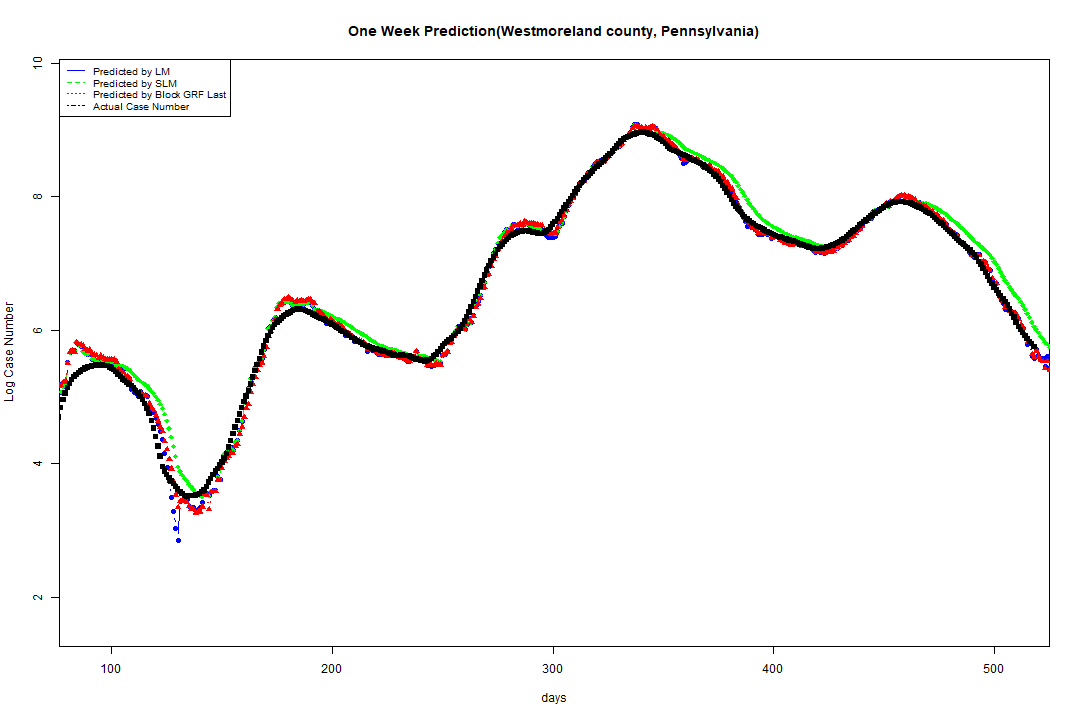 One Week Prediction(Westmoreland county, Pennsylvania)
Predicted by LM
Predicted by SLM
Predicted by Block GRF Last
Actual Case Number
Log Case Number
10
8
6
4
2
100 200 300 400 500
days